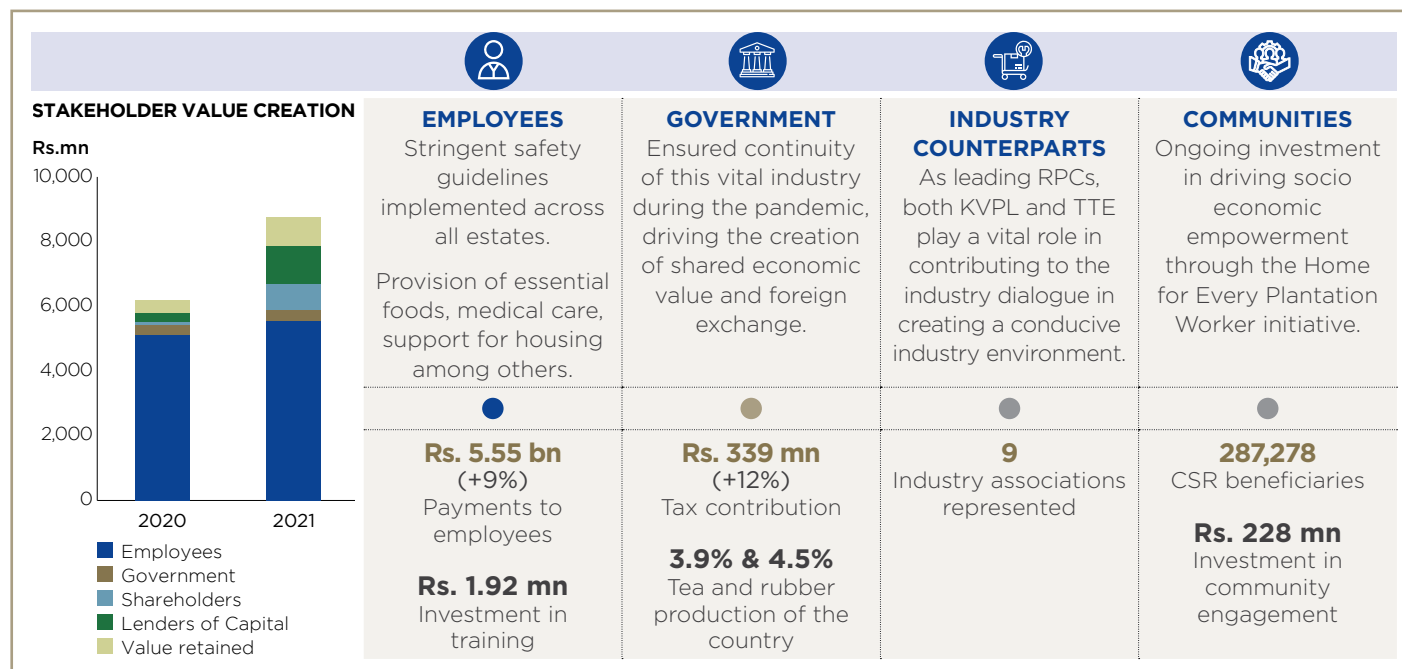 STAKEHOLDER VALUE CREATION
Rs.mn
10,000
8,000
6,000
4,000
2,000
0
2020
2021
Employees
Government
Shareholders
Lenders of Capital
Value retained
EMPLOYEES
Stringent safety
guidelines
implemented across
all estates.
Provision of essential
foods, medical care,
support for housing
among others.
Rs. 5.55 bn
(+9%)
Payments to
employees
Rs. 1.92 mn
Investment in
training
GOVERNMENT
Ensured continuity
of this vital industry
during the pandemic,
driving the creation
of shared economic
value and foreign
exchange.
Rs. 339 mn
(+12%)
Tax contribution
3.9% & 4.5%
Tea and rubber
production of the
country
INDUSTRY
COUNTERPARTS
As leading RPCs,
both KVPL and TTE
play a vital role in
contributing to the
industry dialogue in
creating a conducive
industry environment.
9
Industry associations
represented
COMMUNITIES
Ongoing investment
in driving socio
economic
empowerment
through the Home
for Every Plantation
Worker initiative.
287,278
CSR beneficiaries
Rs. 228 mn
Investment in
community
engagement